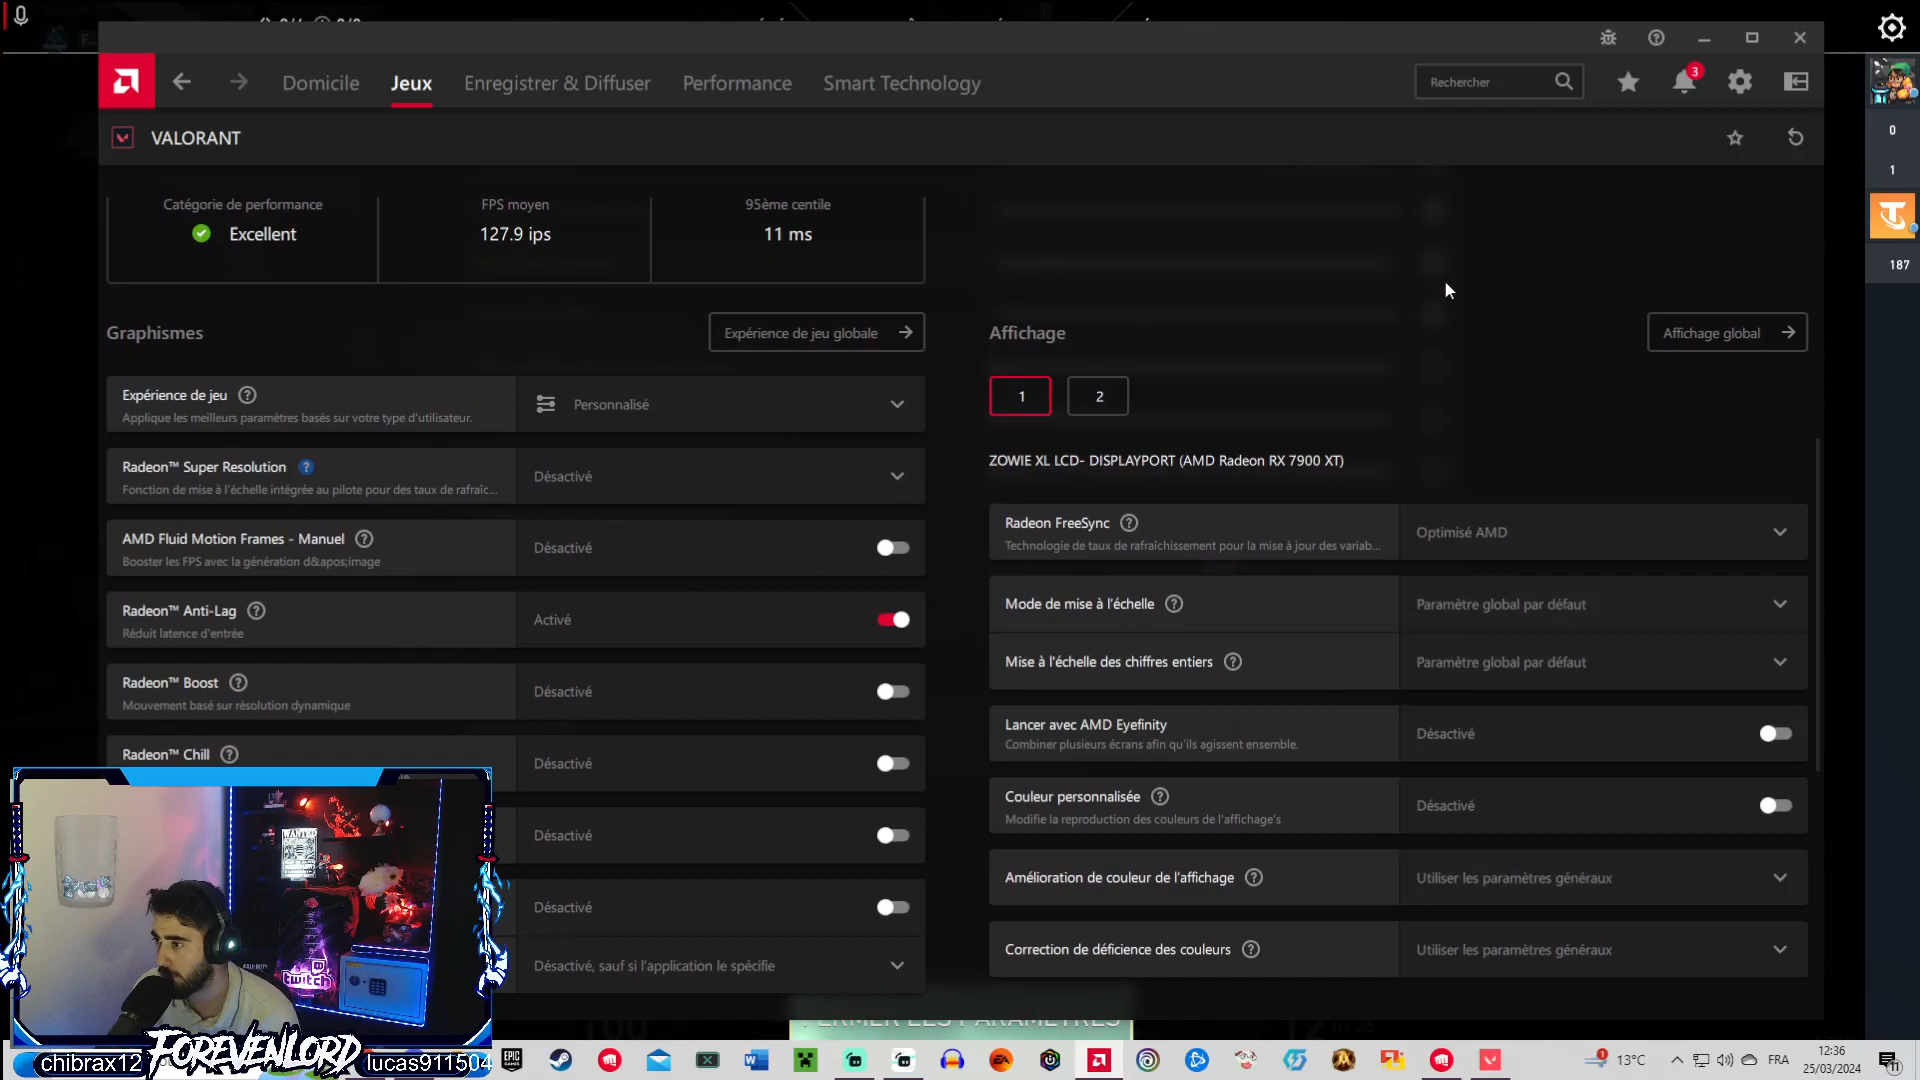 Domicile
Jeux
Enregistrer & Diffuser
Performance
Smart Technology
Rechercher
3
VALORANT
0
1
187
Catégorie de performance
Excellent
FPS moyen
127.9 ips
95ème centile
11 ms
Graphismes
Expérience de jeu globale
Expérience de jeu
Applique les meilleurs paramètres basés sur votre type d'utilisateur.
Personnalisé
Radeon™ Super Resolution
Fonction de mise à l'échelle intégrée au pilote pour des taux de rafraîc...
Désactivé
AMD Fluid Motion Frames - Manuel
Booster les FPS avec la génération d&apos;image
Désactivé
Radeon™ Anti-Lag
Réduit latence d'entrée
Activé
Radeon™ Boost
Mouvement basé sur résolution dynamique
Désactivé
Radeon™ Chill
Désactivé
Désactivé
Désactivé
Désactivé, sauf si l'application le spécifie
Affichage
Affichage global
1
2
ZOWIE XL LCD- DISPLAYPORT (AMD Radeon RX 7900 XT)
Radeon FreeSync
Technologie de taux de rafraîchissement pour la mise à jour des variab...
Optimisé AMD
Mode de mise à l'échelle
Paramètre global par défaut
Mise à l'échelle des chiffres entiers
Paramètre global par défaut
Lancer avec AMD Eyefinity
Combiner plusieurs écrans afin qu'ils agissent ensemble.
Désactivé
Couleur personnalisée
Modifie la reproduction des couleurs de l'affichage's
Désactivé
Amélioration de couleur de l'affichage
Utiliser les paramètres généraux
Correction de déficience des couleurs
Utiliser les paramètres généraux
FERMER LES PARAMÈTRES
WANTED
twitch
FOREVENLORD
chibrax12
lucas911504
EPIC GAMES
EA
13°C
FRA
12:36
25/03/2024
11